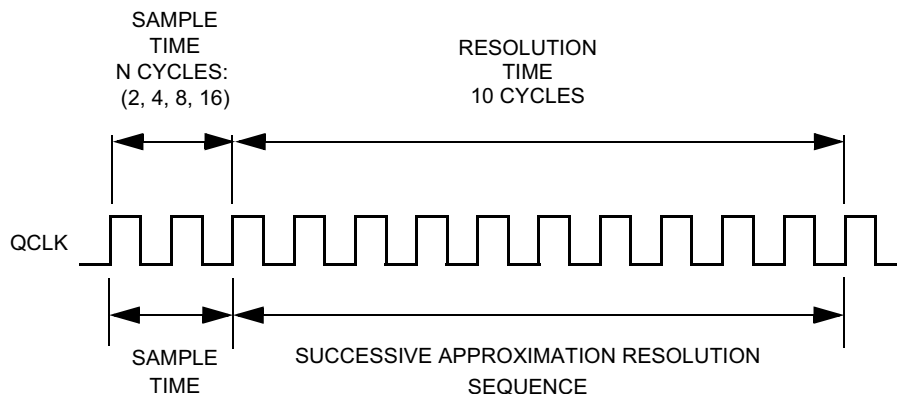 SAMPLE
TIME
N CYCLES:
(2, 4, 8, 16)
RESOLUTION
TIME
10 CYCLES
QCLK
SAMPLE
TIME
SUCCESSIVE APPROXIMATION RESOLUTION
SEQUENCE